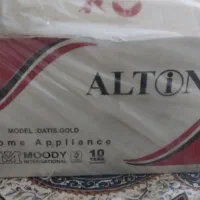 ALTON
MODEL :DATIS GOLD
ome Appliance
MOODY
INTERNATIONAL
10
YEAR